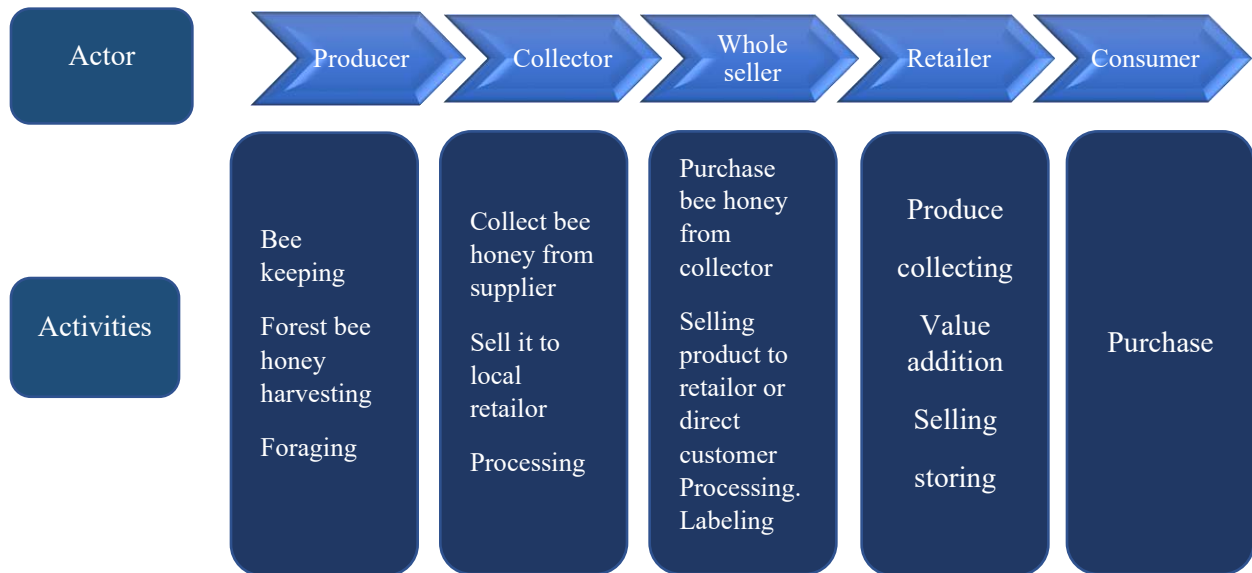 Actor
Producer
Collector
Whole
seller
Retailer
Consumer
Activities
Bee
keeping
Forest bee
honey
harvesting
Foraging
Collect bee
honey from
supplier
Sell it to
local
retailor
Processing
Purchase
bee honey
from
collector
Selling
product to
retailor or
direct
customer
Processing.
Labeling
Produce
collecting
Value
addition
Selling
storing
Purchase